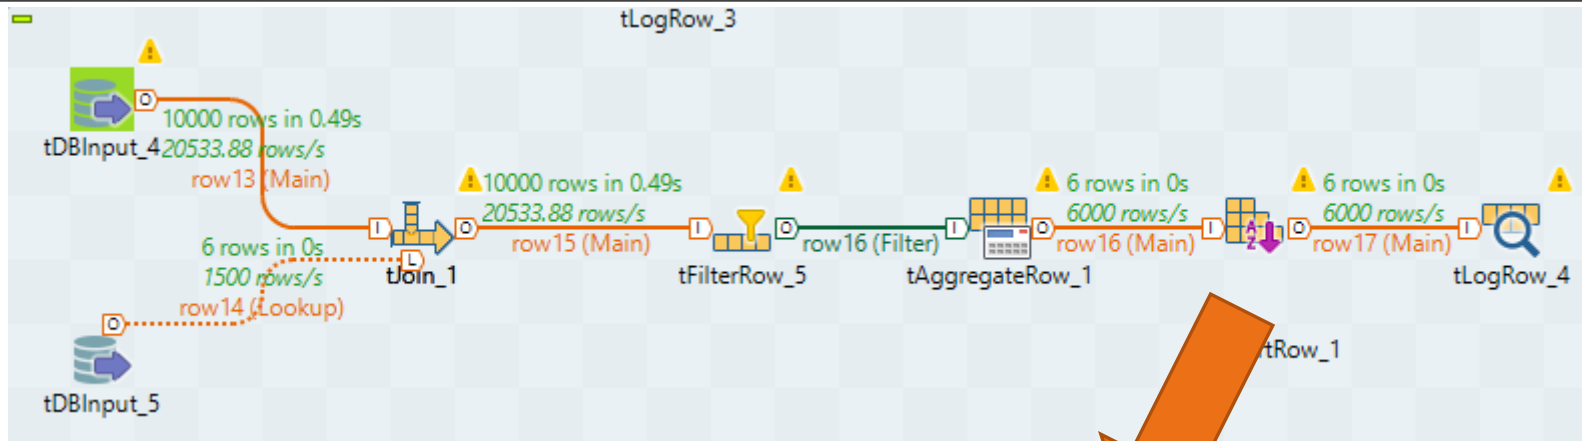 tLogRow_3
10000 rows in 0.49s
tDBInput_4
20533.88 rows/s
row13 (Main)
10000 rows in 0.49s
20533.88 rows/s
row15 (Main)
6 rows in 0s
6000 rows/s
row16 (Main)
6 rows in 0s
6000 rows/s
row17 (Main)
I
O
I
O
I
O
I
O
I
O
row16 (Filter)
6 rows in 0s
1500 rows/s
row14 (Lookup)
L
tJoin_1
tFilterRow_5
tAggregateRow_1
A
Z
tLogRow_4
O
tRow_1
tDBInput_5